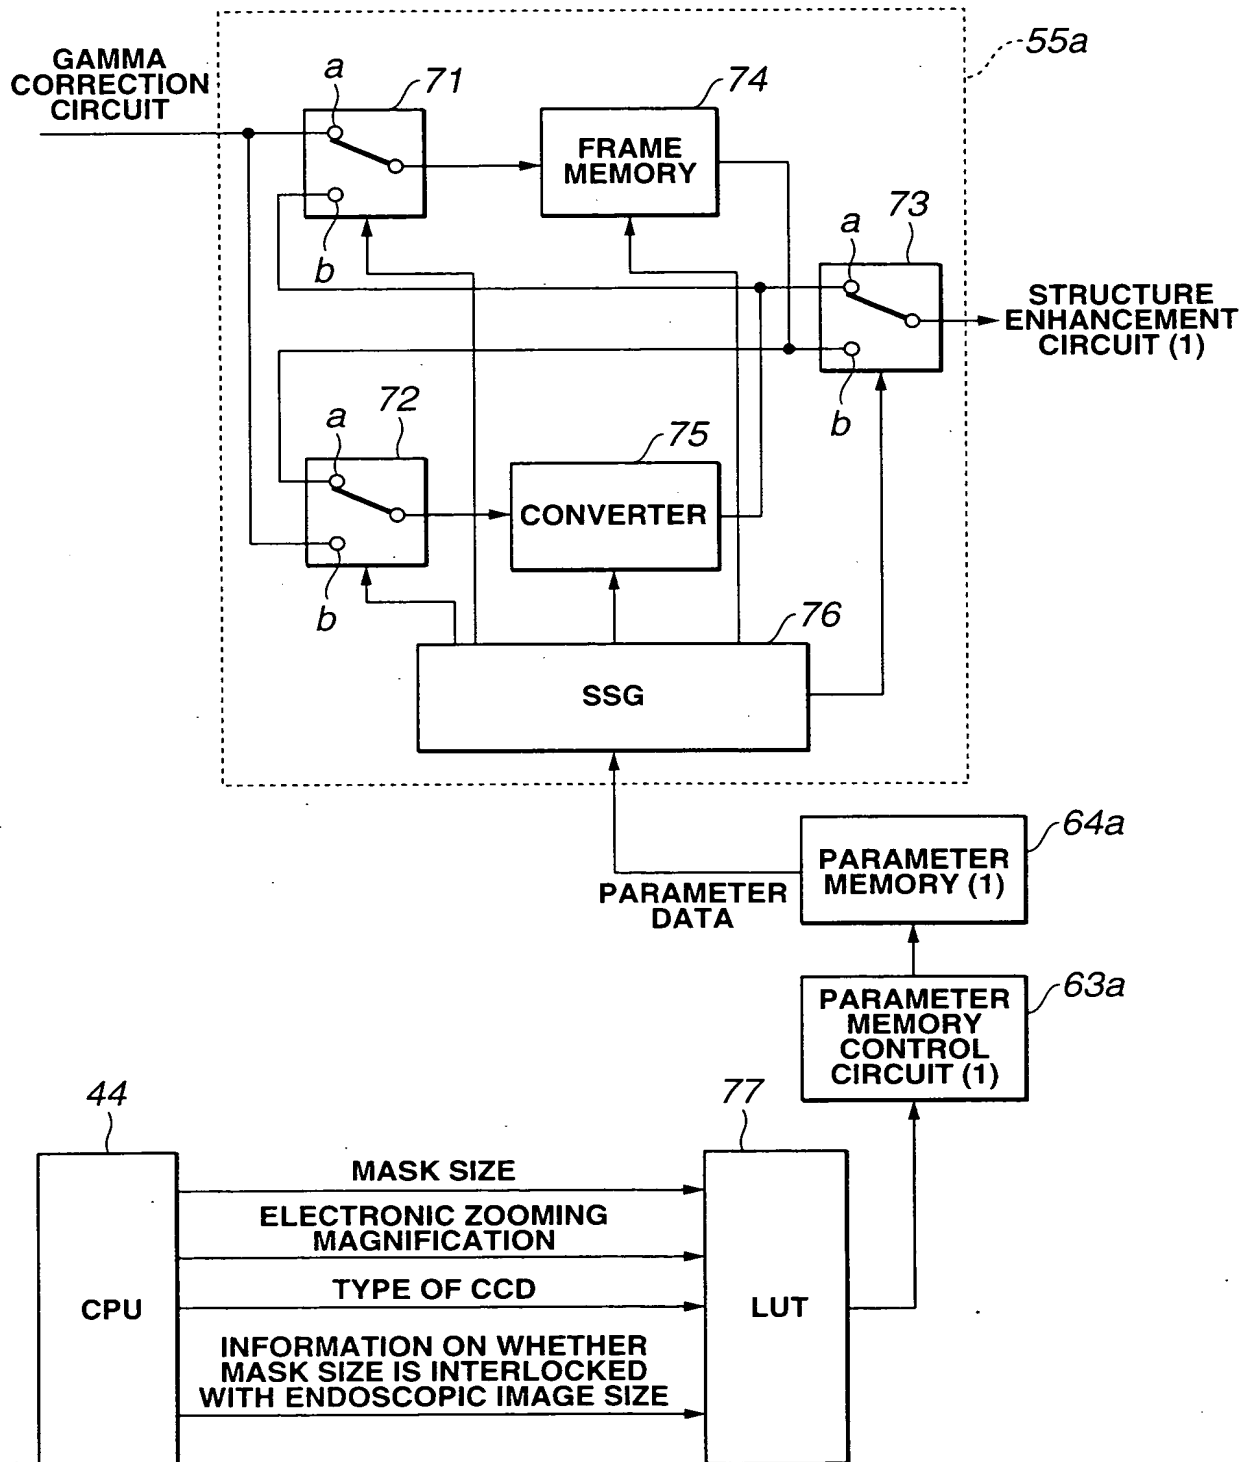 55a
GAMMA
CORRECTION
CIRCUIT
a
71
74
FRAME
MEMORY
b
a
73
STRUCTURE
ENHANCEMENT
CIRCUIT (1)
b
a
72
75
CONVERTER
b
76
SSG
64a
PARAMETER
MEMORY (1)
PARAMETER
DATA
63a
PARAMETER
MEMORY
CONTROL
CIRCUIT (1)
44
77
MASK SIZE
ELECTRONIC ZOOMING
MAGNIFICATION
TYPE OF CCD
CPU
LUT
INFORMATION ON WHETHER
MASK SIZE IS INTERLOCKED
WITH ENDOSCOPIC IMAGE SIZE